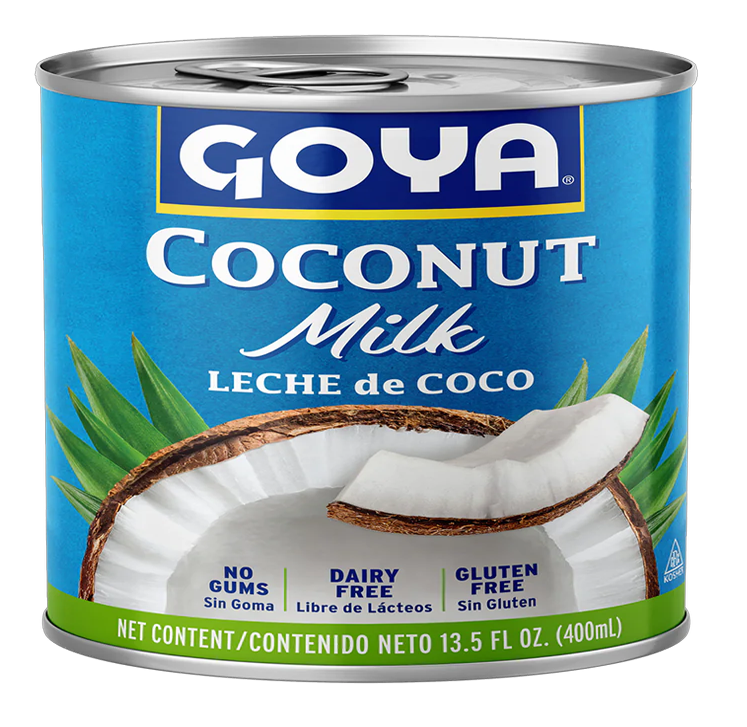 GOYA®
COCONUT
Milk
LECHE de COCO
NO
GUMS
Sin Goma
DAIRY
FREE
Libre de Lácteos
GLUTEN
FREE
Sin Gluten
KOSHER
NET CONTENT/CONTENIDO NETO 13.5 FL OZ. (400mL)